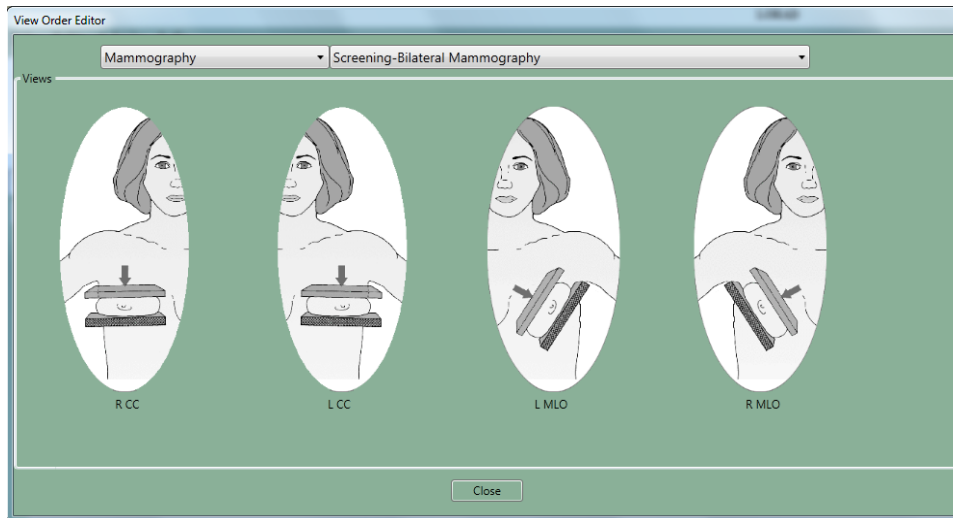 View Order Editor
Mammography Screening-Bilateral Mammography
Views
R CC L CC L MLO R MLO
Close